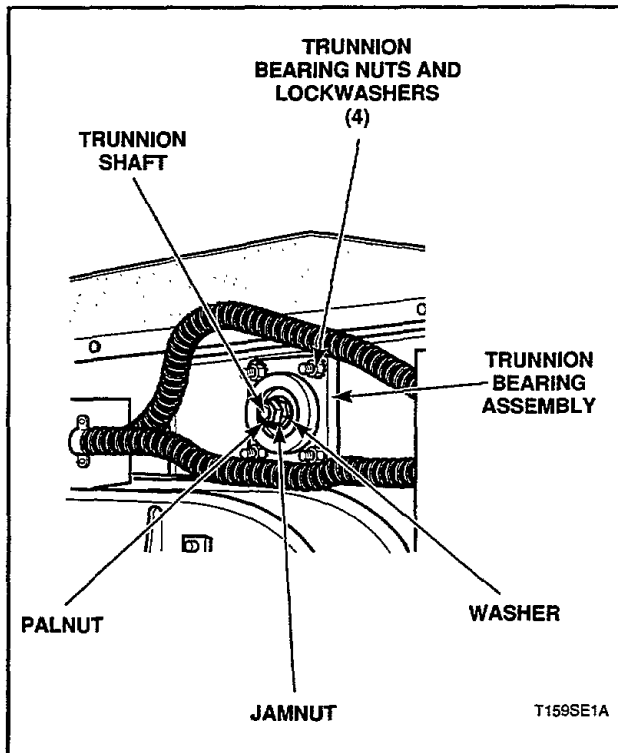 TRUNNION
BEARING NUTS AND
LOCKWASHERS
(4)
TRUNNION
SHAFT
TRUNNION
BEARING
ASSEMBLY
PALNUT
WASHER
JAMNUT
T159SE1A